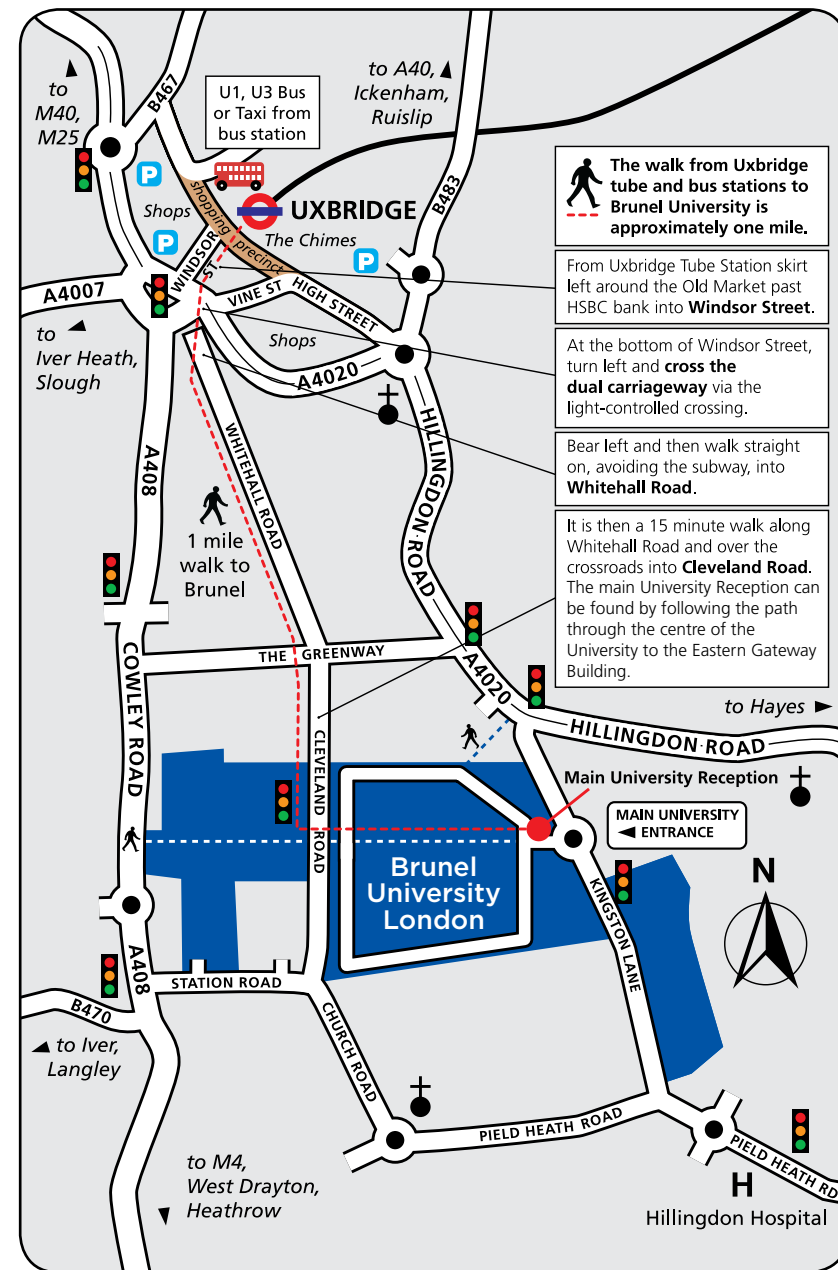 to
M40,
M25
B467
U1, U3 Bus
or Taxi from
bus station
to A40,
Ickenham,
Ruislip
B483
P
Shops
shopping precinct
UXBRIDGE
The Chimes
P
P
WINDSOR ST
VINE ST
HIGH STREET
Shops
A4007
to
Iver Heath,
Slough
A4020
The walk from Uxbridge
tube and bus stations to
Brunel University is
approximately one mile.
From Uxbridge Tube Station skirt
left around the Old Market past
HSBC bank into Windsor Street.
At the bottom of Windsor Street,
turn left and cross the
dual carriageway via the
light-controlled crossing.
Bear left and then walk straight
on, avoiding the subway, into
Whitehall Road.
It is then a 15 minute walk along
Whitehall Road and over the
crossroads into Cleveland Road.
The main University Reception can
be found by following the path
through the centre of the
University to the Eastern Gateway
Building.
A408
WHITEHALL ROAD
HILLINGDON ROAD
1 mile
walk to
Brunel
COWLEY ROAD
THE GREENWAY
A4020
to Hayes
HILLINGDON ROAD
CLEVELAND ROAD
Main University Reception
MAIN UNIVERSITY
ENTRANCE
Brunel
University
London
KINGSTON LANE
N
A408
STATION ROAD
B470
to Iver,
Langley
CHURCH ROAD
PIELD HEATH ROAD
PIELD HEATH RD
to M4,
West Drayton,
Heathrow
H
Hillingdon Hospital